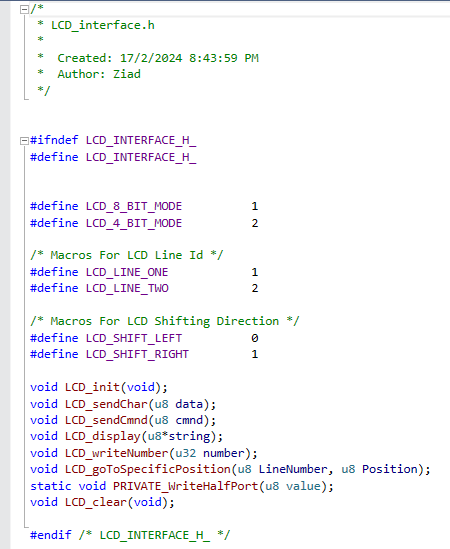 /*
 * LCD_interface.h
 *
 *  Created: 17/2/2024 8:43:59 PM
 *  Author: Ziad
 */
#ifndef LCD_INTERFACE_H_
#define LCD_INTERFACE_H_
#define LCD_8_BIT_MODE          1
#define LCD_4_BIT_MODE          2
/* Macros For LCD Line Id */
#define LCD_LINE_ONE            1
#define LCD_LINE_TWO            2
/* Macros For LCD Shifting Direction */
#define LCD_SHIFT_LEFT          0
#define LCD_SHIFT_RIGHT         1
void LCD_init(void);
void LCD_sendChar(u8 data);
void LCD_sendCmnd(u8 cmnd);
void LCD_display(u8*string);
void LCD_writeNumber(u32 number);
void LCD_goToSpecificPosition(u8 LineNumber, u8 Position);
static void PRIVATE_WriteHalfPort(u8 value);
void LCD_clear(void);
#endif /* LCD_INTERFACE_H_ */